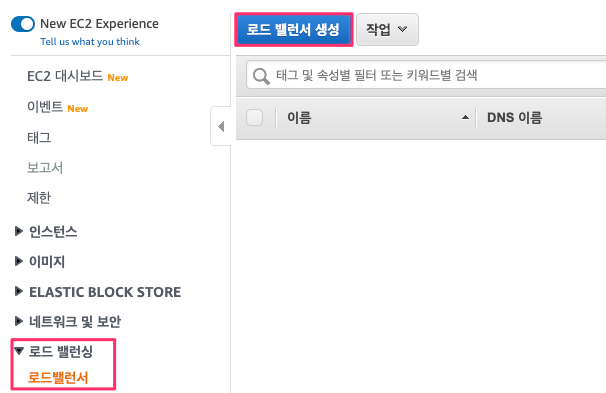 New EC2 Experience
Tell us what you think
EC2 대시보드 New
이벤트 New
태그
보고서
제한
인스턴스
이미지
ELASTIC BLOCK STORE
네트워크 및 보안
로드 밸런싱
로드밸런서
로드 밸런서 생성 작업
태그 및 속성별 필터 또는 키워드별 검색
이름 DNS 이름